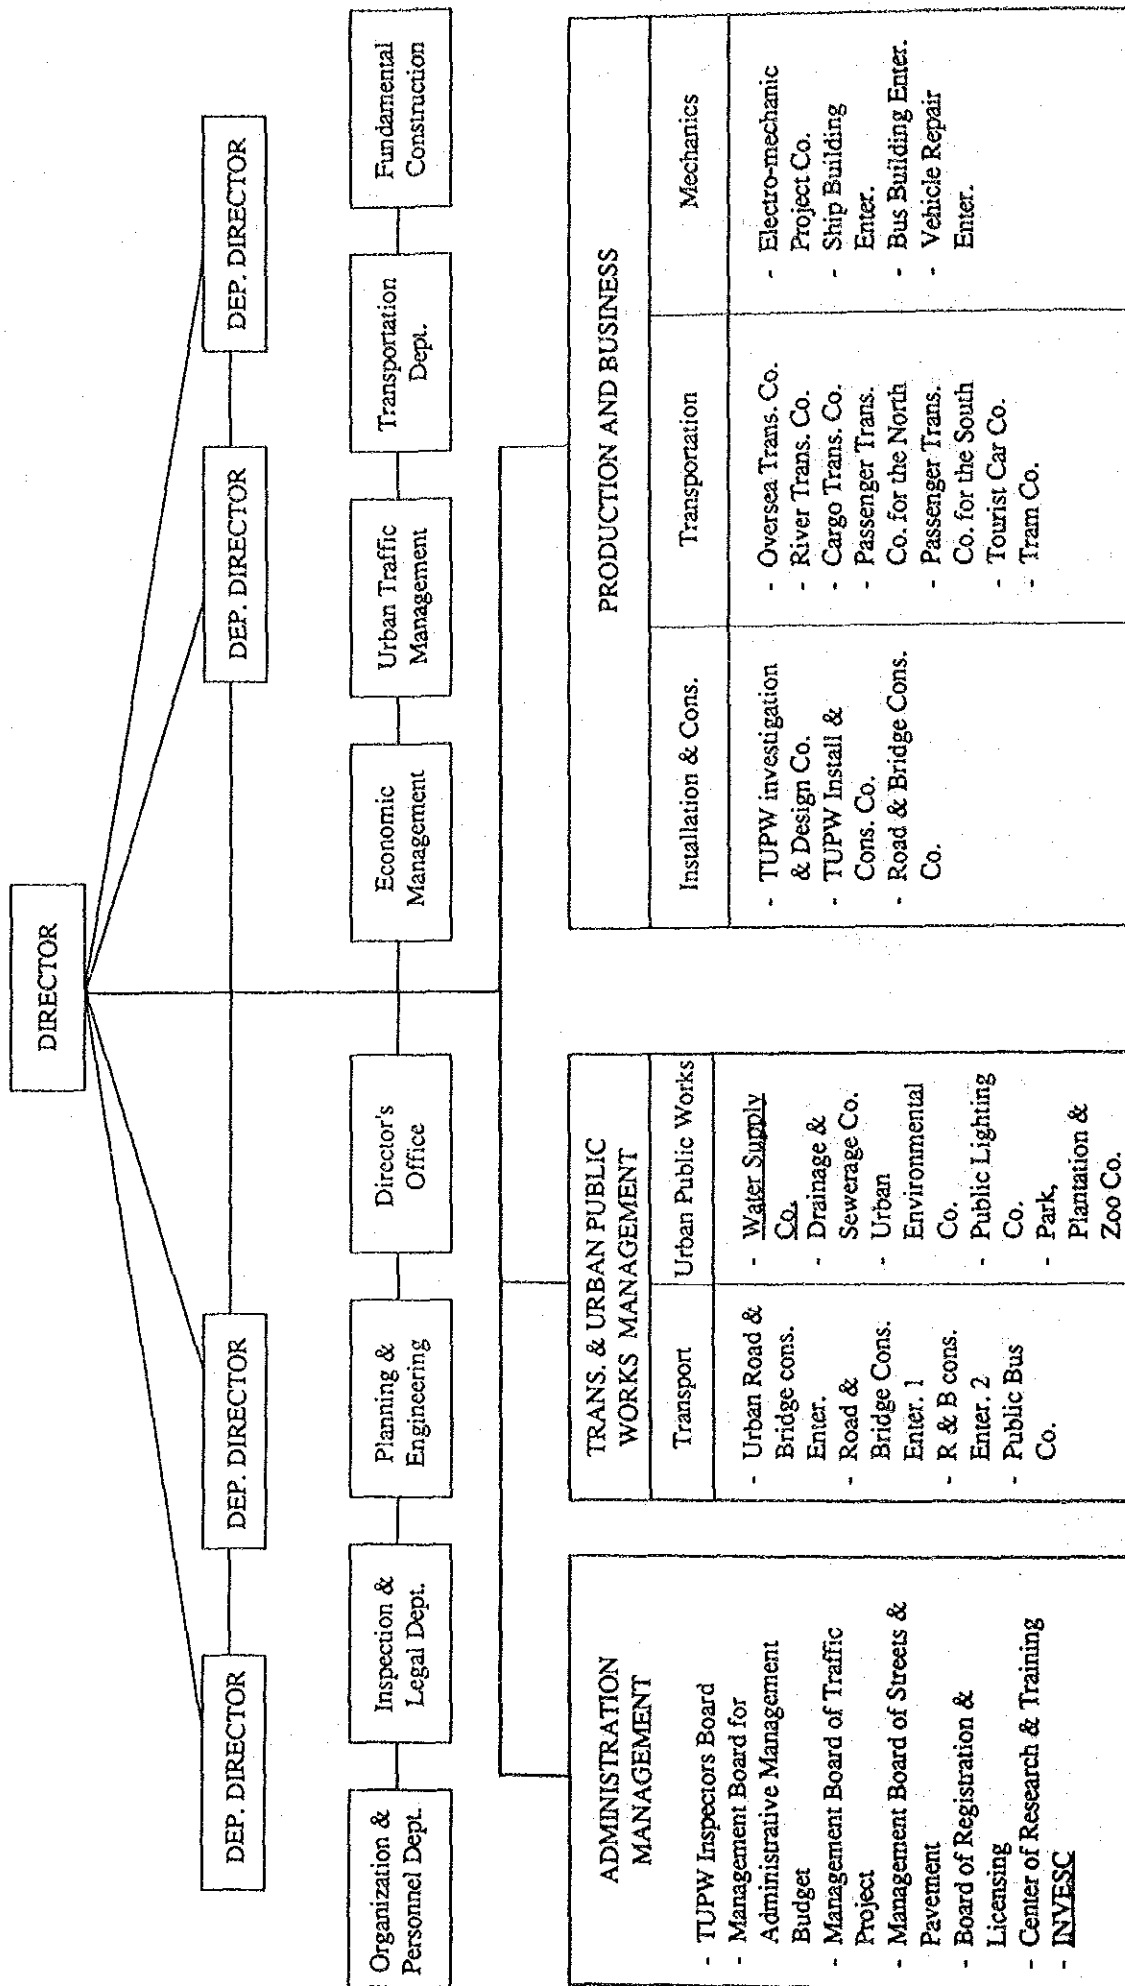 DIRECTOR
DEP. DIRECTOR
DEP. DIRECTOR
DEP. DIRECTOR
DEP. DIRECTOR
Organization &
Personnel Dept.
Inspection &
Legal Dept.
Planning &
Engineering
Director's
Office
Economic
Management
Urban Traffic
Management
Transportation
Dept.
Fundamental
Construction
ADMINISTRATION
MANAGEMENT
- TUPW Inspectors Board
- Management Board for
Administrative Management
Budget
- Management Board of Traffic
Project
- Management Board of Streets &
Pavement
- Board of Registration &
Licensing
- Center of Research & Training
- INVESC
TRANS. & URBAN PUBLIC
WORKS MANAGEMENT
Transport
- Urban Road &
Bridge cons.
Enter.
- Road &
Bridge Cons.
Enter. 1
- R & B cons.
Enter. 2
- Public Bus
Co.
Urban Public Works
- Water Supply
Co.
- Drainage &
Sewerage Co.
- Urban
Environmental
Co.
- Public Lighting
Co.
- Park,
Plantation &
Zoo Co.
PRODUCTION AND BUSINESS
Installation & Cons.
- TUPW investigation
& Design Co.
- TUPW Install &
Cons. Co.
- Road & Bridge Cons.
Co.
Transportation
- Oversea Trans. Co.
- River Trans. Co.
- Cargo Trans. Co.
- Passenger Trans.
Co. for the North
- Passenger Trans.
Co. for the South
- Tourist Car Co.
- Tram Co.
Mechanics
- Electro-mechanic
Project Co.
- Ship Building
Enter.
- Bus Building Enter.
- Vehicle Repair
Enter.